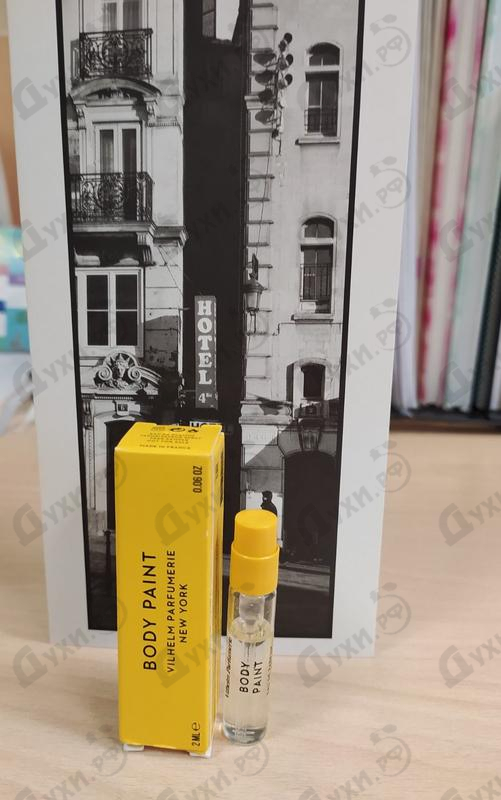 HOTEL
4
MADE IN FRANCE
0.06 OZ
BODY PAINT
VILHELM PARFUMERIE
NEW YORK
2 ML ℮
BODY
PAINT
Духи.РФ